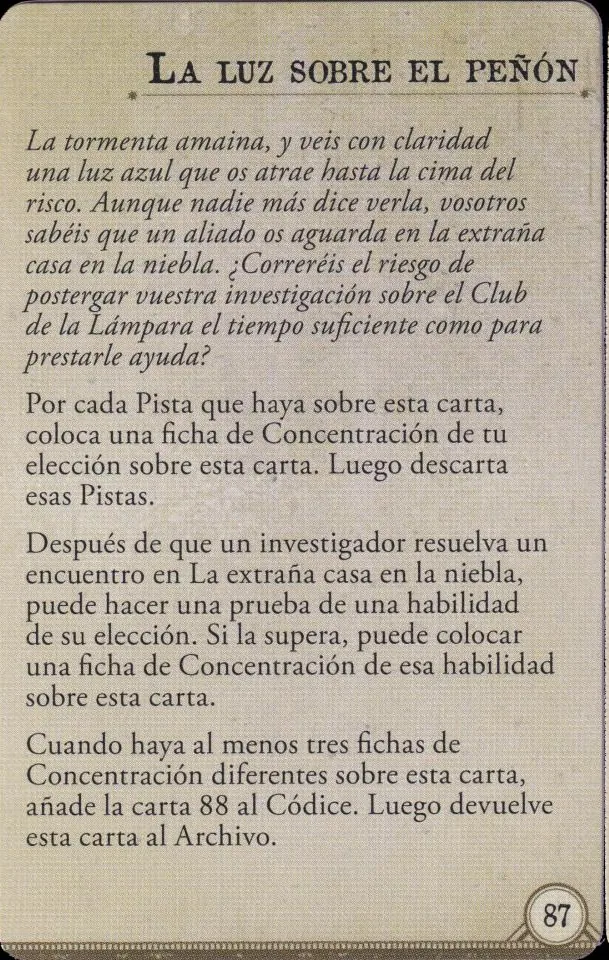 LA LUZ SOBRE EL PEÑÓN
La tormenta amaina, y veis con claridad
una luz azul que os atrae hasta la cima del
risco. Aunque nadie más dice verla, vosotros
sabéis que un aliado os aguarda en la extraña
casa en la niebla. ¿Correréis el riesgo de
postergar vuestra investigación sobre el Club
de la Lámpara el tiempo suficiente como para
prestarle ayuda?
Por cada Pista que haya sobre esta carta,
coloca una ficha de Concentración de tu
elección sobre esta carta. Luego descarta
esas Pistas.
Después de que un investigador resuelva un
encuentro en La extraña casa en la niebla,
puede hacer una prueba de una habilidad
de su elección. Si la supera, puede colocar
una ficha de Concentración de esa habilidad
sobre esta carta.
Cuando haya al menos tres fichas de
Concentración diferentes sobre esta carta,
añade la carta 88 al Códice. Luego devuelve
esta carta al Archivo.
87